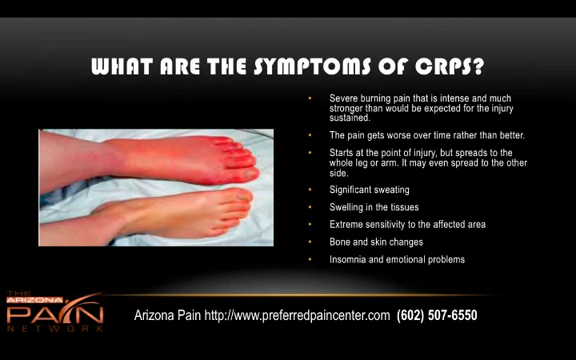 WHAT ARE THE SYMPTOMS OF CRPS?
• Severe burning pain that is intense and much
stronger than would be expected for the injury
sustained.
• The pain gets worse over time rather than better.
• Starts at the point of injury, but spreads to the
whole leg or arm. It may even spread to the other
side.
• Significant sweating
• Swelling in the tissues
• Extreme sensitivity to the affected area
• Bone and skin changes
• Insomnia and emotional problems
THE
ARIZONA
PAIN
NETWORK
Arizona Pain http://www.preferredpaincenter.com (602) 507-6550